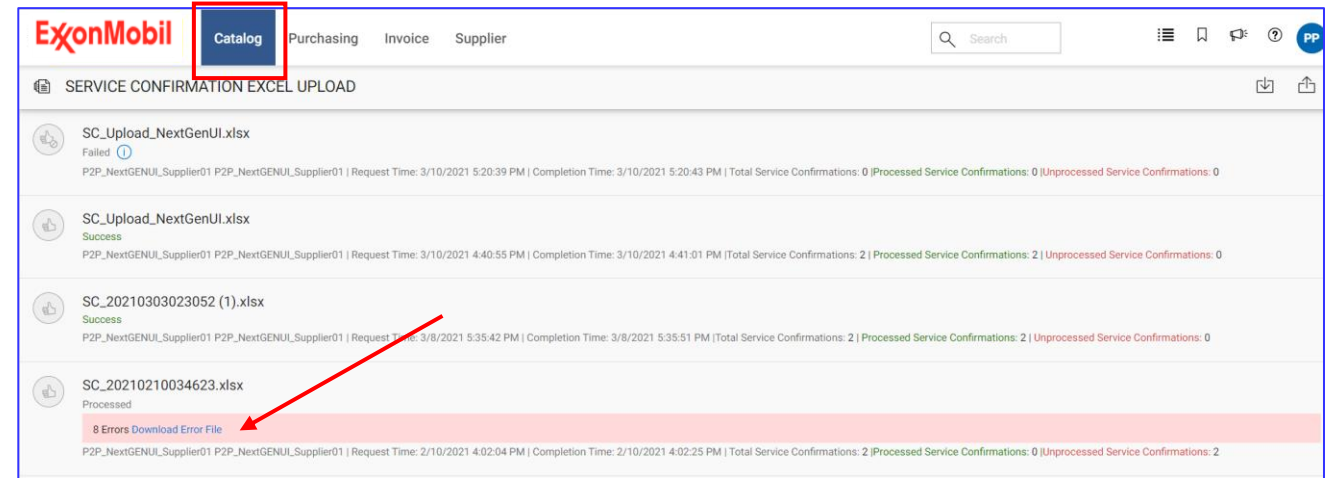 ExxonMobil Catalog Purchasing Invoice Supplier Search PP
SERVICE CONFIRMATION EXCEL UPLOAD
SC_Upload_NextGenUI.xlsx
Failed
P2P_NextGENUI_Supplier01 P2P_NextGENUI_Supplier01 | Request Time: 3/10/2021 5:20:39 PM | Completion Time: 3/10/2021 5:20:43 PM | Total Service Confirmations: 0 |Processed Service Confirmations: 0 |Unprocessed Service Confirmations: 0
SC_Upload_NextGenUI.xlsx
Success
P2P_NextGENUI_Supplier01 P2P_NextGENUI_Supplier01 | Request Time: 3/10/2021 4:40:55 PM | Completion Time: 3/10/2021 4:41:01 PM |Total Service Confirmations: 2 | Processed Service Confirmations: 2 | Unprocessed Service Confirmations: 0
SC_20210303023052 (1).xlsx
Success
P2P_NextGENUI_Supplier01 P2P_NextGENUI_Supplier01 | Request Time: 3/8/2021 5:35:42 PM | Completion Time: 3/8/2021 5:35:51 PM |Total Service Confirmations: 2 | Processed Service Confirmations: 2 | Unprocessed Service Confirmations: 0
SC_20210210034623.xlsx
Processed
8 Errors Download Error File
P2P_NextGENUI_Supplier01 P2P_NextGENUI_Supplier01 | Request Time: 2/10/2021 4:02:04 PM | Completion Time: 2/10/2021 4:02:25 PM | Total Service Confirmations: 2 |Processed Service Confirmations: 0 |Unprocessed Service Confirmations: 2